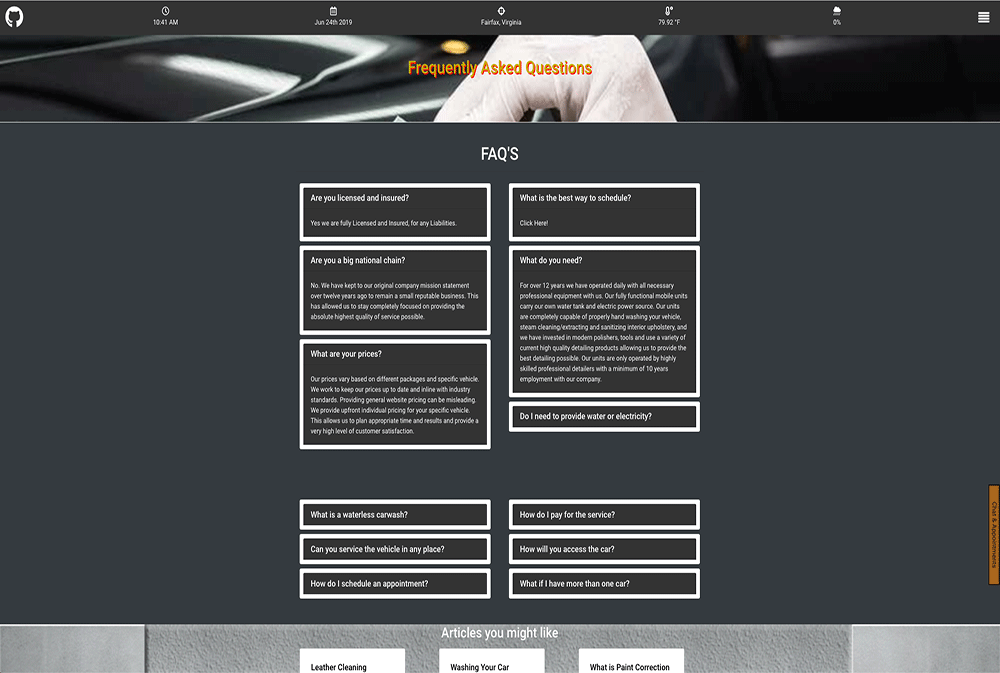 10:41 AM
Jun 24th 2019
Fairfax, Virginia
79.92 °F
0%
Frequently Asked Questions
FAQ'S
Are you licensed and insured?
Yes we are fully Licensed and Insured, for any Liabilities.
Are you a big national chain?
No. We have kept to our original company mission statement
over twelve years ago to remain a small reputable business. This
has allowed us to stay completely focused on providing the
absolute highest quality of service possible.
What are your prices?
Our prices vary based on different packages and specific vehicle.
We work to keep our prices up to date and inline with industry
standards. Providing general website pricing can be misleading.
We provide upfront individual pricing for your specific vehicle.
This allows us to plan appropriate time and results and provide a
very high level of customer satisfaction.
What is the best way to schedule?
Click Here!
What do you need?
For over 12 years we have operated daily with all necessary
professional equipment with us. Our fully functional mobile units
carry our own water tank and electric power source. Our units
are completely capable of properly hand washing your vehicle,
steam cleaning/extracting and sanitizing interior upholstery, and
we have invested in modern polishers, tools and use a variety of
current high quality detailing products allowing us to provide the
best detailing possible. Our units are only operated by highly
skilled professional detailers with a minimum of 10 years
employment with our company.
Do I need to provide water or electricity?
What is a waterless carwash?
Can you service the vehicle in any place?
How do I schedule an appointment?
How do I pay for the service?
How will you access the car?
What if I have more than one car?
Chat & Appointments
Articles you might like
Leather Cleaning
Washing Your Car
What is Paint Correction